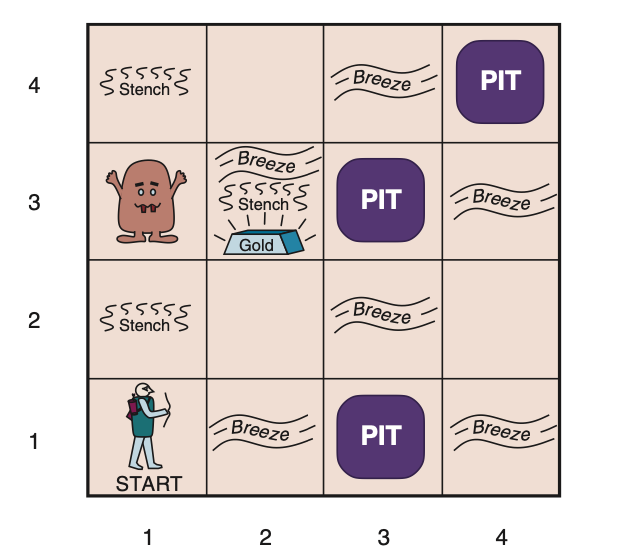 4
Stench
Breeze
PIT
3
Breeze
Stench
Gold
PIT
Breeze
2
Stench
Breeze
1
START
Breeze
PIT
Breeze
1 2 3 4